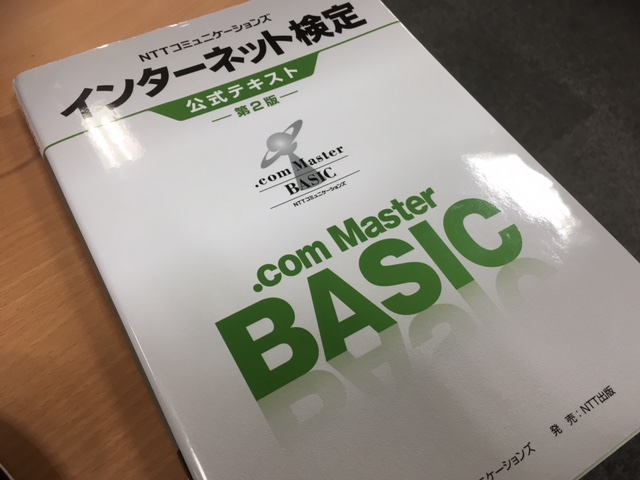 NTTコミュニケーションズ
インターネット検定
公式テキスト
第2版
.com Master
BASIC
NTTコミュニケーションズ
.com Master
BASIC
ニケーションズ
発 売：NTT出版